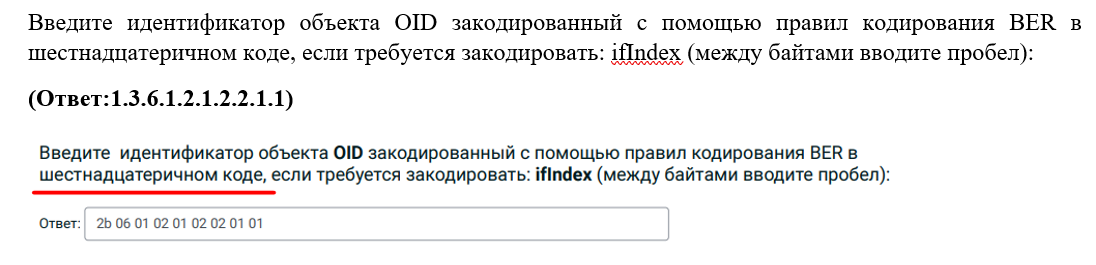 Введите идентификатор объекта OID закодированный с помощью правил кодирования BER в
шестнадцатеричном коде, если требуется закодировать: ifIndex (между байтами вводите пробел):
(Ответ:1.3.6.1.2.1.2.2.1.1)
Введите идентификатор объекта OID закодированный с помощью правил кодирования BER в
шестнадцатеричном коде, если требуется закодировать: ifIndex (между байтами вводите пробел):
Ответ: 2b 06 01 02 01 02 02 01 01